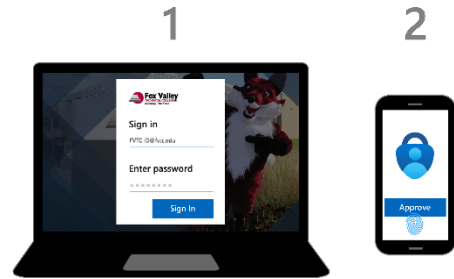 1
2
Fox Valley
TECHNICAL COLLEGE
Sign in
FVTC ID@fvtc.edu
Enter password
Sign In
Approve